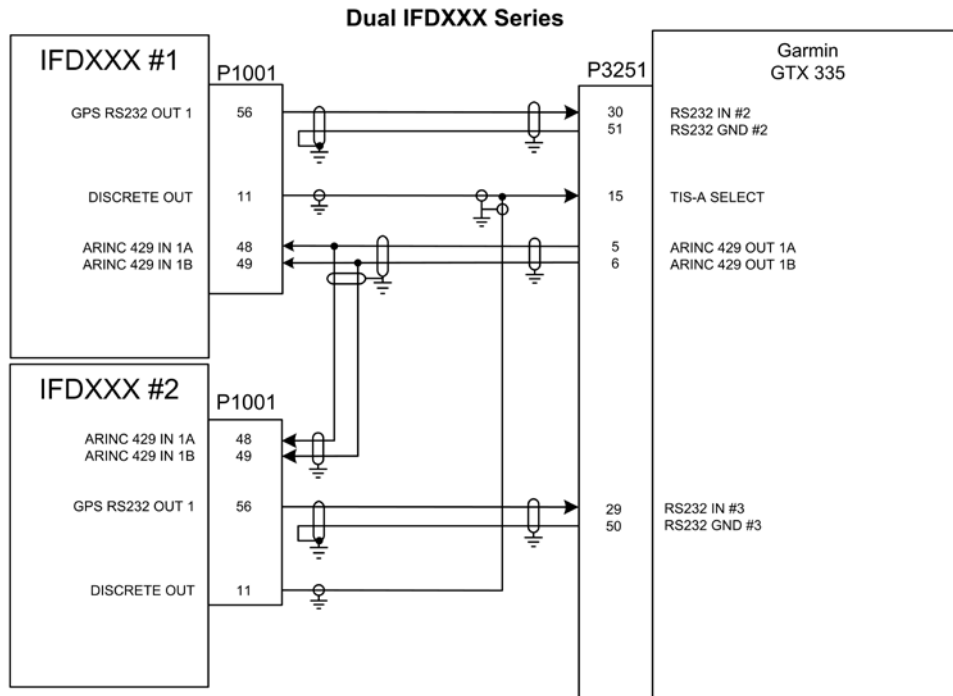 Dual IFDXXX Series
IFDXXX #1
P1001
GPS RS232 OUT 1 56
DISCRETE OUT 11
ARINC 429 IN 1A 48
ARINC 429 IN 1B 49
P3251
Garmin
GTX 335
30 RS232 IN #2
51 RS232 GND #2
15 TIS-A SELECT
5 ARINC 429 OUT 1A
6 ARINC 429 OUT 1B
IFDXXX #2
P1001
ARINC 429 IN 1A 48
ARINC 429 IN 1B 49
GPS RS232 OUT 1 56
DISCRETE OUT 11
29 RS232 IN #3
50 RS232 GND #3